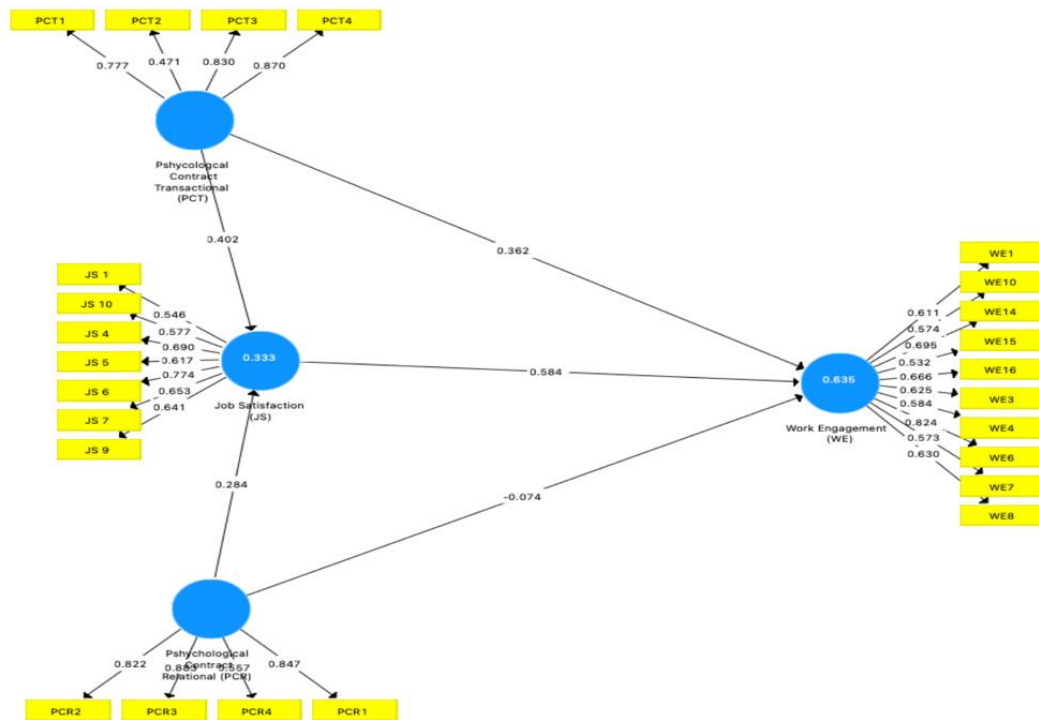 PCT1 PCT2 PCT3 PCT4
0.777 0.471 0.830 0.870
Pshycologcal
Contract
Transactional
(PCT)
0.402
0.362
JS 1
JS 10
JS 4
JS 5
JS 6
JS 7
JS 9
0.546
0.577
0.690
0.617
0.774
0.653
0.641
0.333
Job Satisfaction
(JS)
0.584
0.635
Work Engagement
(WE)
0.611
0.574
0.695
0.532
0.666
0.625
0.584
0.824
0.573
0.630
WE1
WE10
WE14
WE15
WE16
WE3
WE4
WE6
WE7
WE8
0.284
-0.074
Pshychological
Contract
Relational (PCR)
0.822 0.557 0.847
PCR2 PCR3 PCR4 PCR1